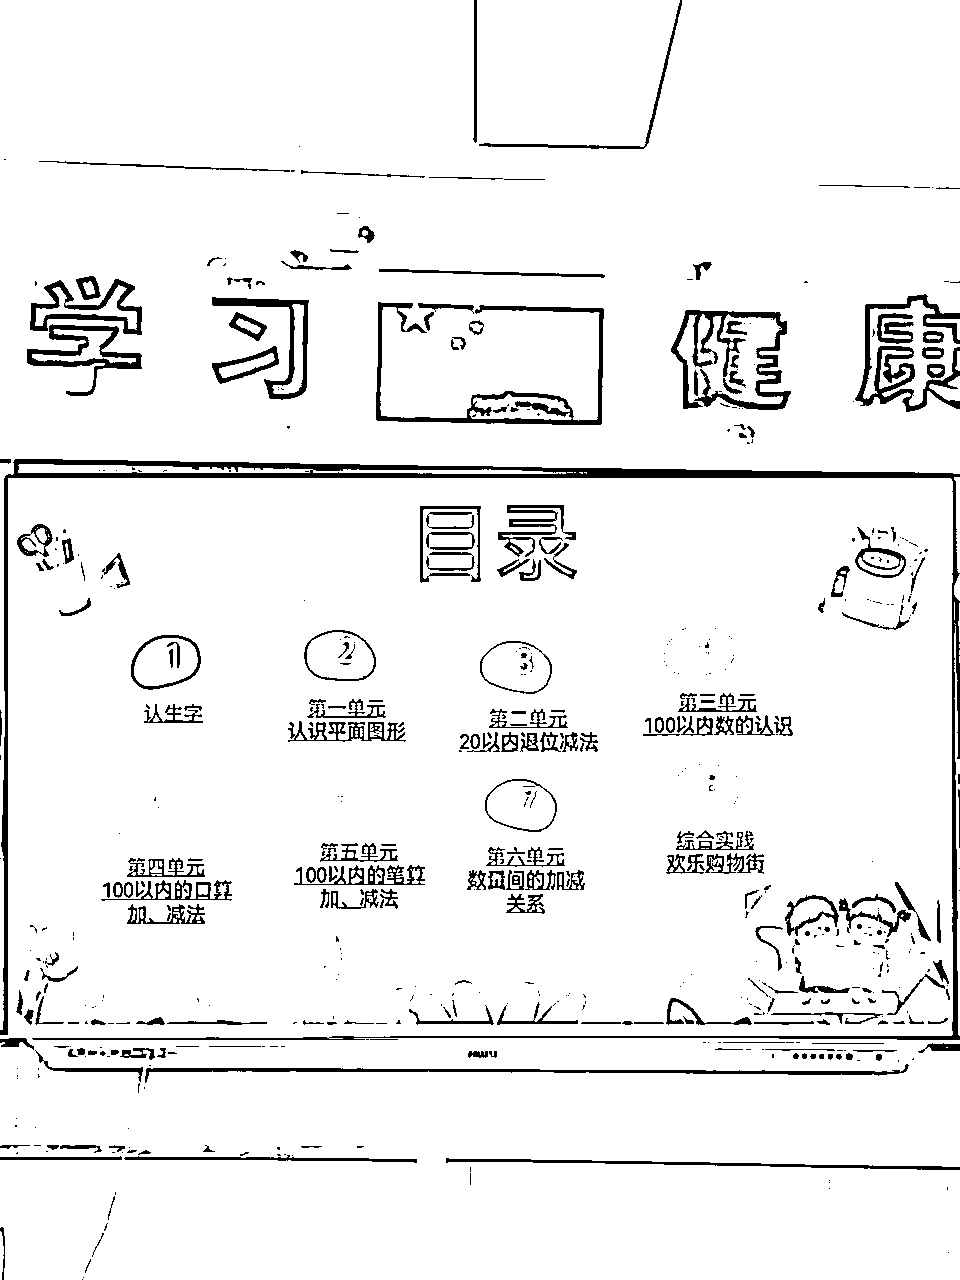 学习 健康
目录
1
认生字
2
第一单元
认识平面图形
3
第二单元
20以内退位减法
4
第三单元
100以内数的认识
第四单元
100以内的口算
加、减法
第五单元
100以内的笔算
加、减法
7
第六单元
数量间的加减
关系
综合实践
欢乐购物街